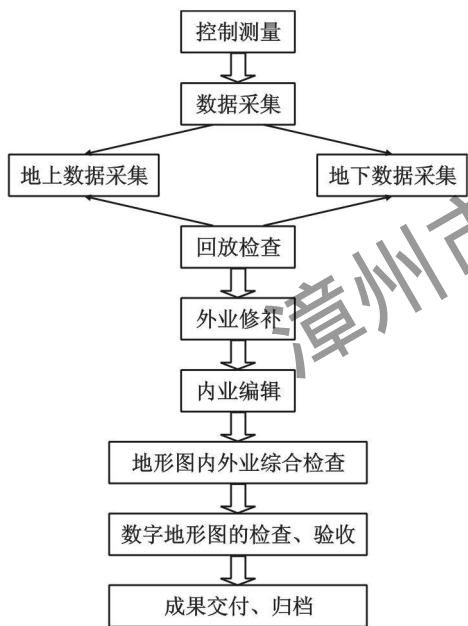 控制测量
数据采集
地上数据采集
地下数据采集
回放检查
外业修补
内业编辑
地形图内外业综合检查
数字地形图的检查、验收
成果交付、归档
漳州市